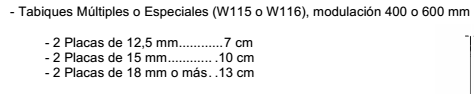 - Tabiques Múltiples o Especiales (W115 o W116), modulación 400 o 600 mm
- 2 Placas de 12,5 mm............7 cm
- 2 Placas de 15 mm............ .10 cm
- 2 Placas de 18 mm o más. .13 cm